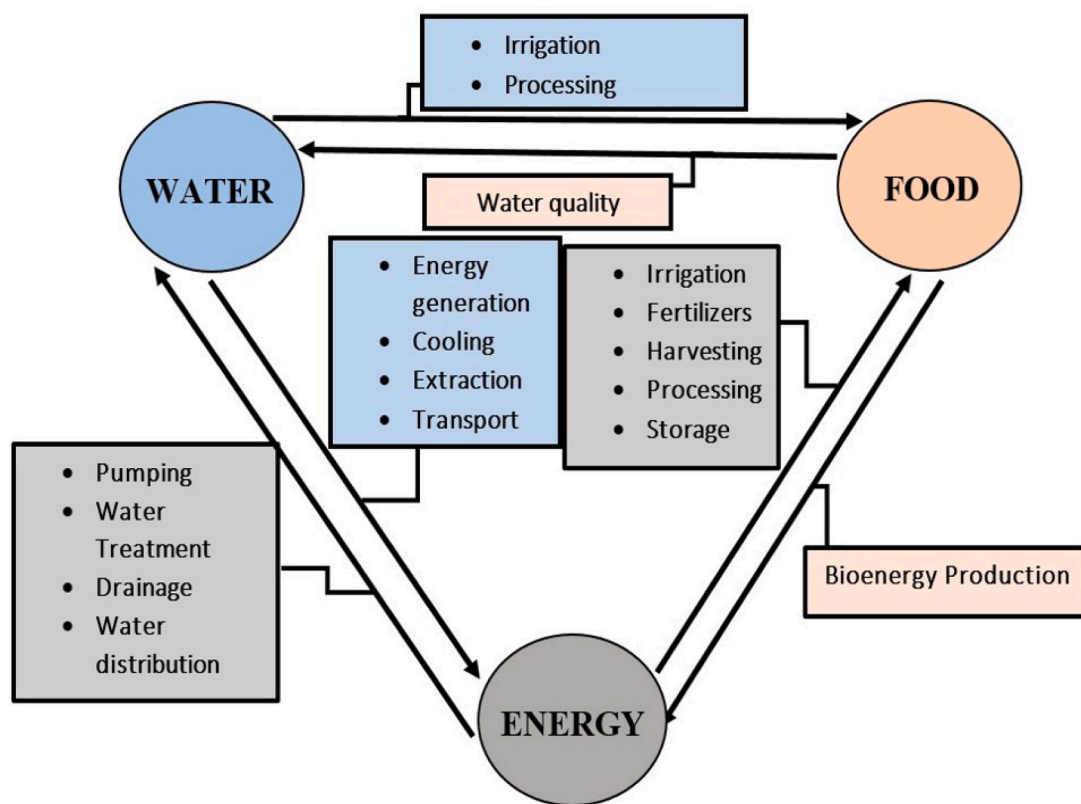 • Irrigation
• Processing
WATER
FOOD
Water quality
• Energy
generation
• Cooling
• Extraction
• Transport
• Irrigation
• Fertilizers
• Harvesting
• Processing
• Storage
• Pumping
• Water
Treatment
• Drainage
• Water
distribution
Bioenergy Production
ENERGY